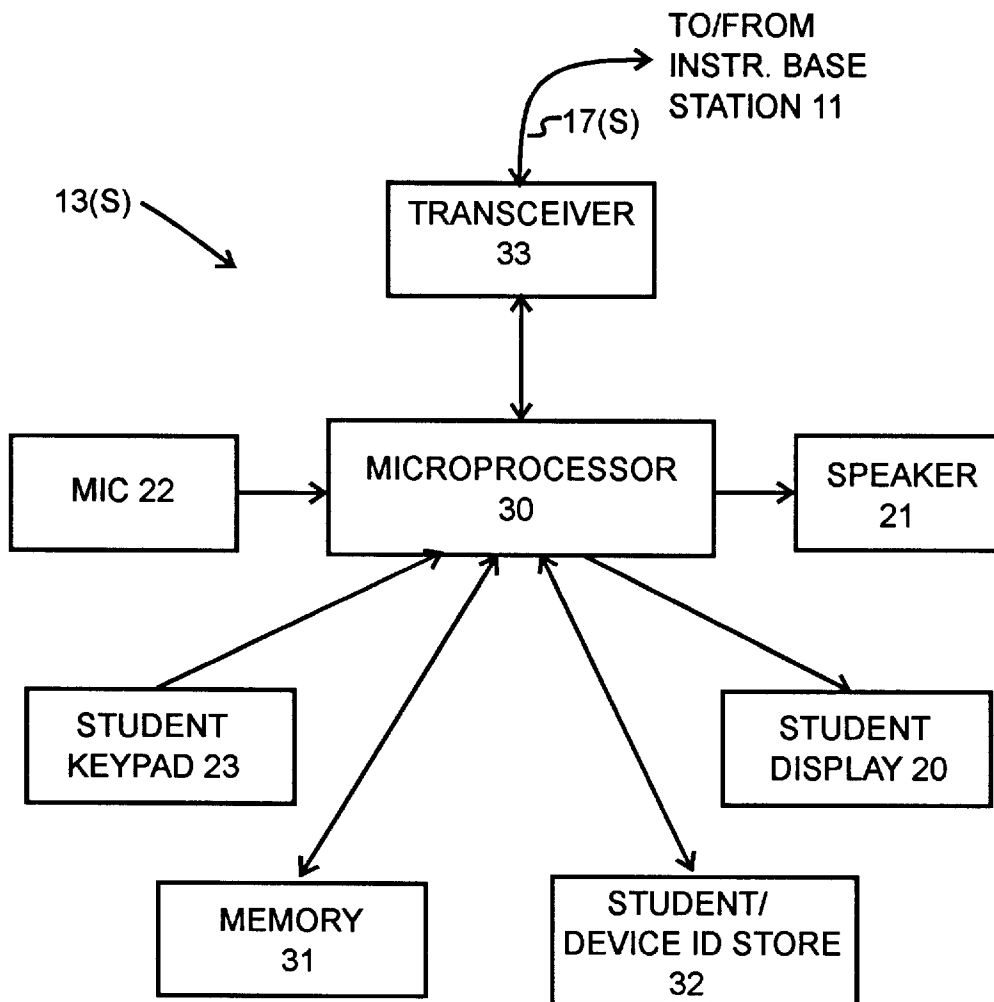 TO/FROM
INSTR. BASE
STATION 11
17(S)
13(S)
TRANSCEIVER
33
MIC 22
MICROPROCESSOR
30
SPEAKER
21
STUDENT
KEYPAD 23
STUDENT
DISPLAY 20
MEMORY
31
STUDENT/
DEVICE ID STORE
32